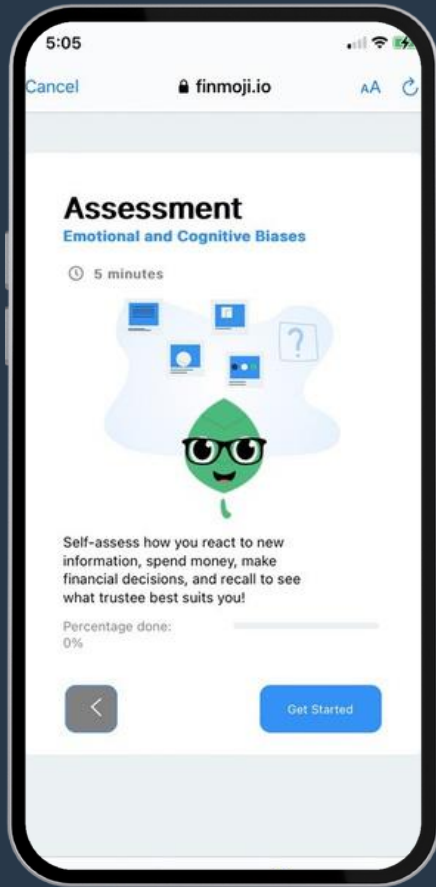 5:05
Cancel
finmoji.io
AA
Assessment
Emotional and Cognitive Biases
5 minutes
?
Self-assess how you react to new
information, spend money, make
financial decisions, and recall to see
what trustee best suits you!
Percentage done:
0%
Get Started